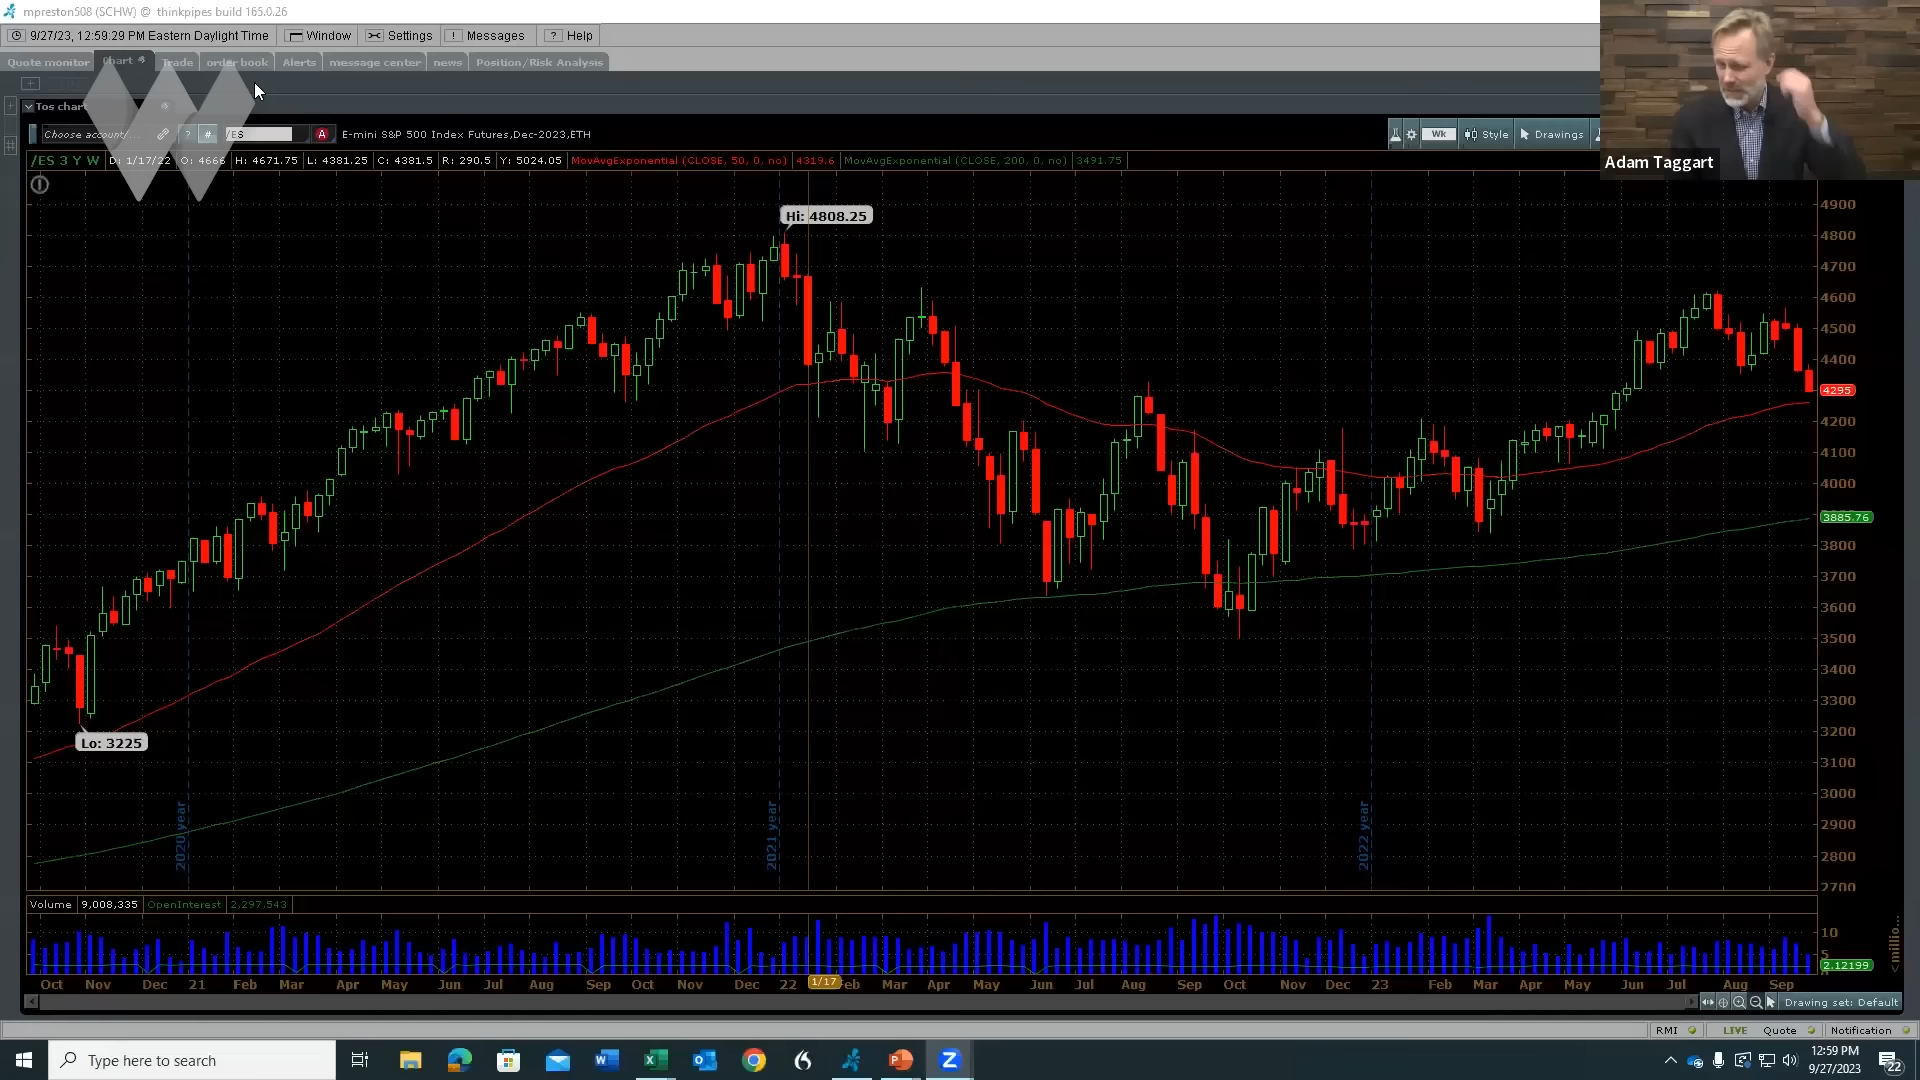 mpreston508 (SCHW) @ thinkpipes build 165.0.26
9/27/23, 12:59:29 PM Eastern Daylight Time Window Settings ! Messages ? Help
Quote monitor Chart Trade order book Alerts message center news Position/Risk Analysis
Tos chart
Choose account/... ? # /ES A E-mini S&P 500 Index Futures,Dec-2023,ETH Wk Style Drawings
Adam Taggart
/ES 3 Y W D: 1/17/22 O: 4666 H: 4671.75 L: 4381.25 C: 4381.5 R: 290.5 Y: 5024.05 MovAvgExponential (CLOSE, 50, 0, no) 4319.6 MovAvgExponential (CLOSE, 200, 0, no) 3491.75
Hi: 4808.25
Lo: 3225
4900
4800
4700
4600
4500
4400
4295
4200
4100
4000
3885.76
3800
3700
3600
3500
3400
3300
3200
3100
3000
2900
2800
2700
2020 year 2021 year 2022 year
Volume 9,008,335 OpenInterest 2,297,543
10
5
2.12199
<millio...
Oct Nov Dec 21 Feb Mar Apr May Jun Jul Aug Sep Oct Nov Dec 22 1/17 Feb Mar Apr May Jun Jul Aug Sep Oct Nov Dec 23 Feb Mar Apr May Jun Jul Aug Sep
Drawing set: Default
RMI LIVE Quote Notification
Type here to search
12:59 PM
9/27/2023
22